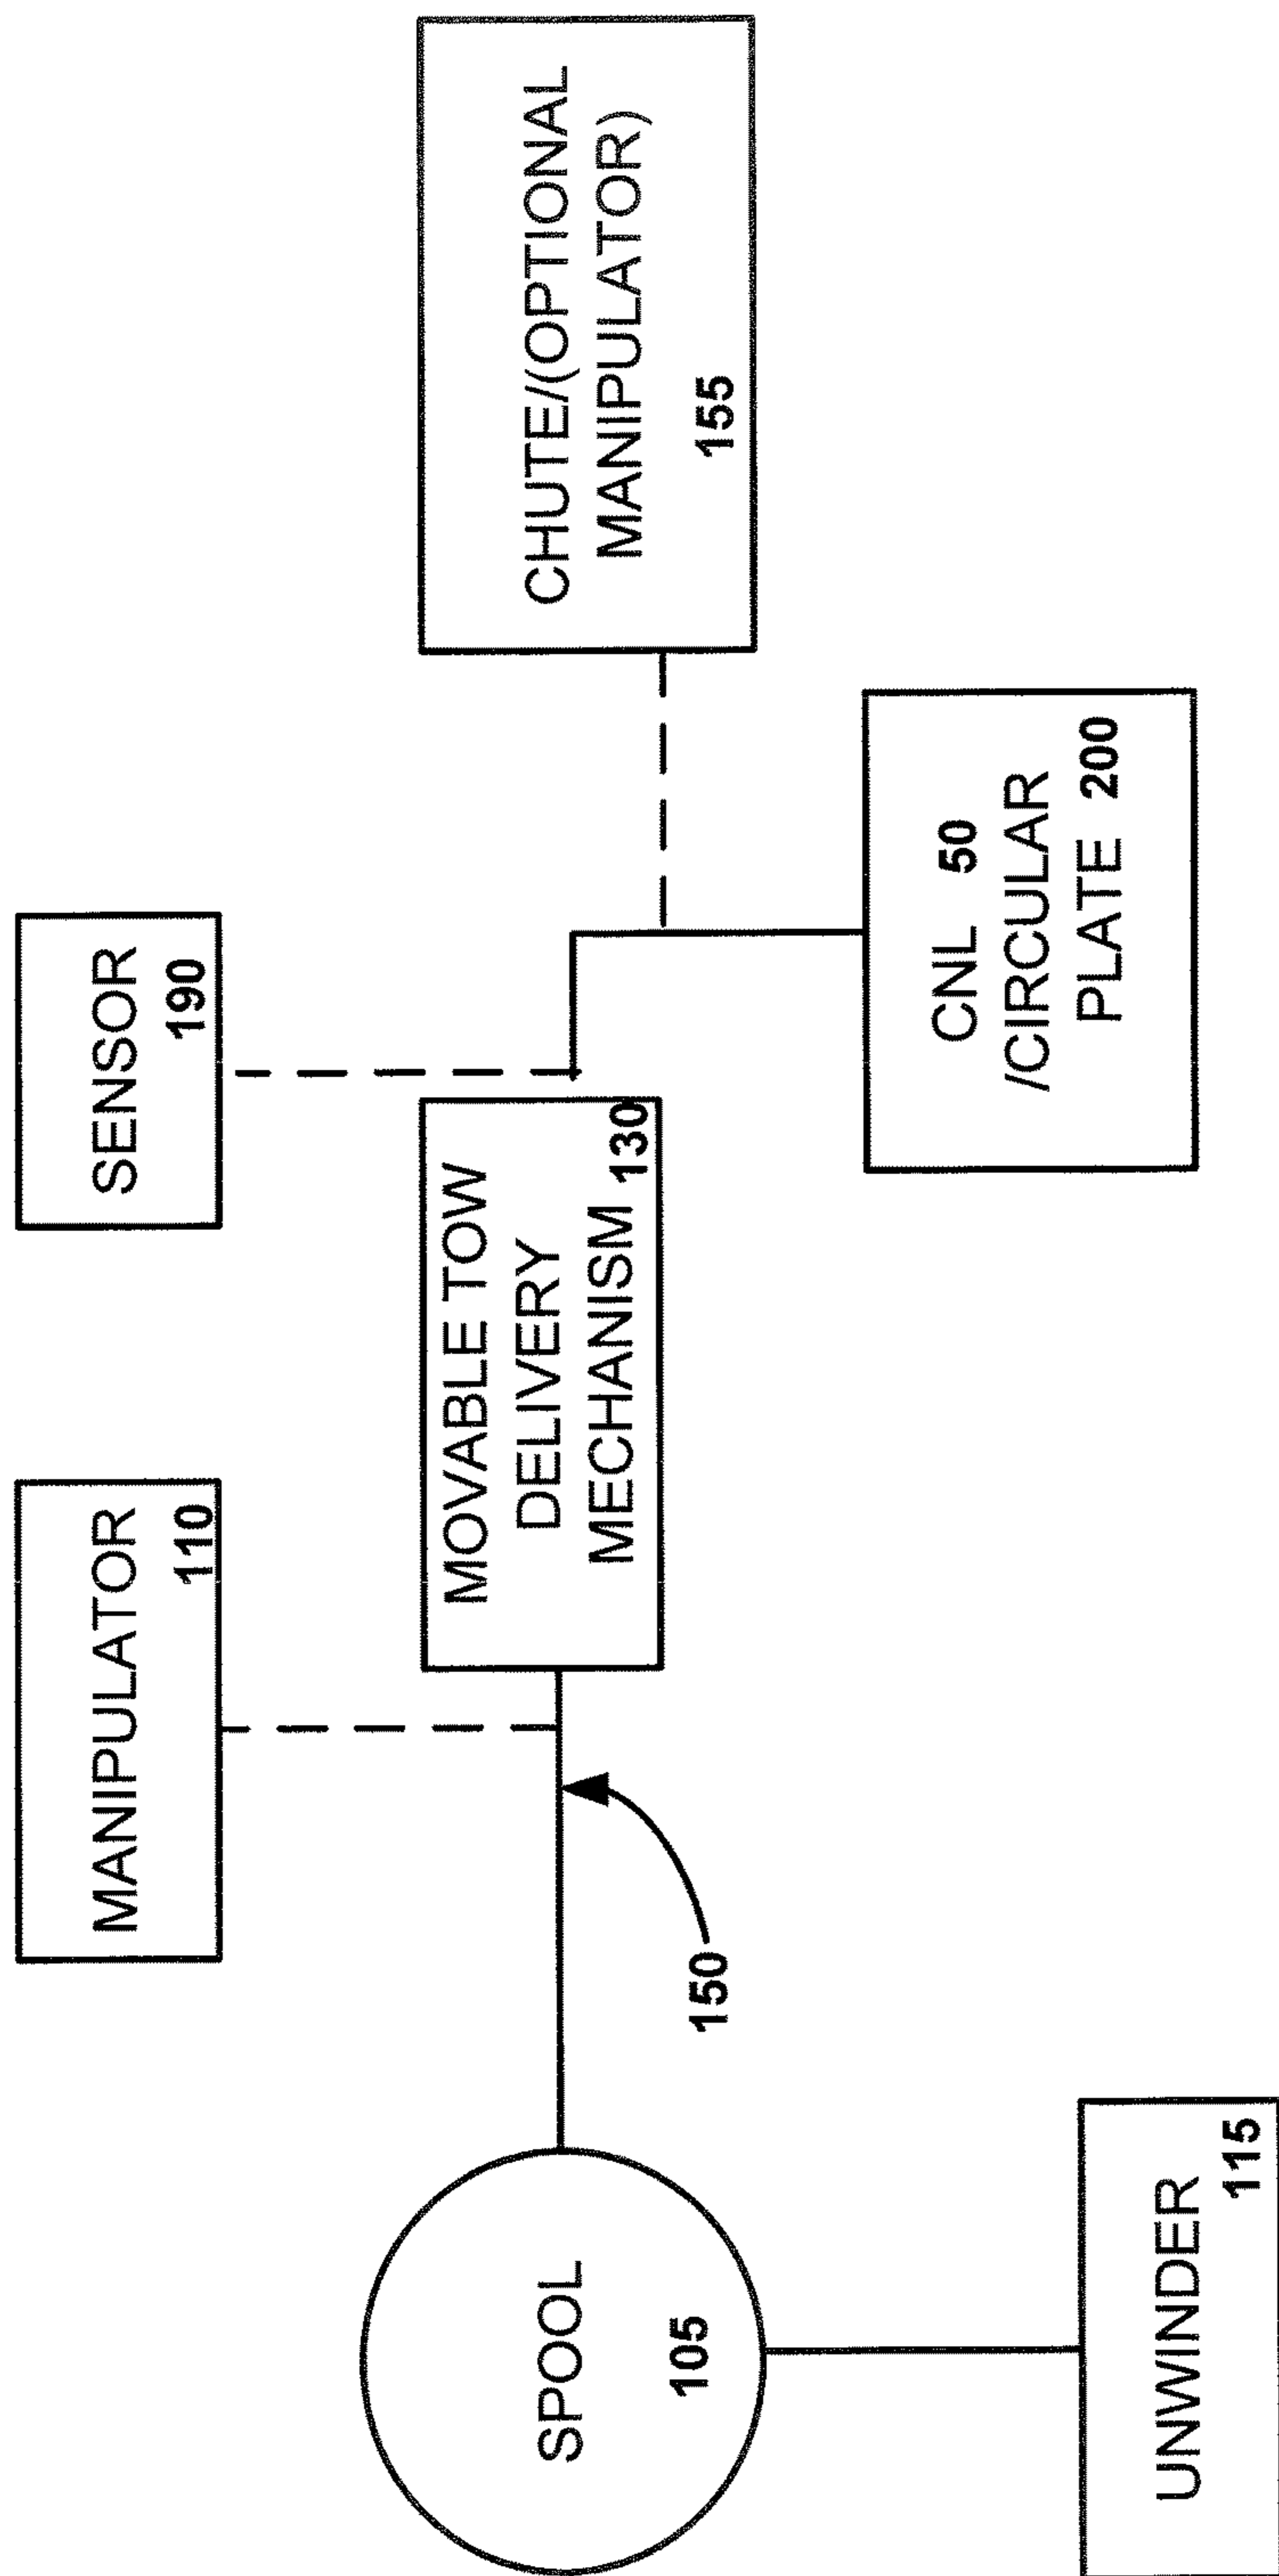 MANIPULATOR
110
SENSOR
190
SPOOL
105
150
MOVABLE TOW
DELIVERY
MECHANISM 130
CHUTE/(OPTIONAL
MANIPULATOR)
155
UNWINDER
115
CNL 50
/CIRCULAR
PLATE 200